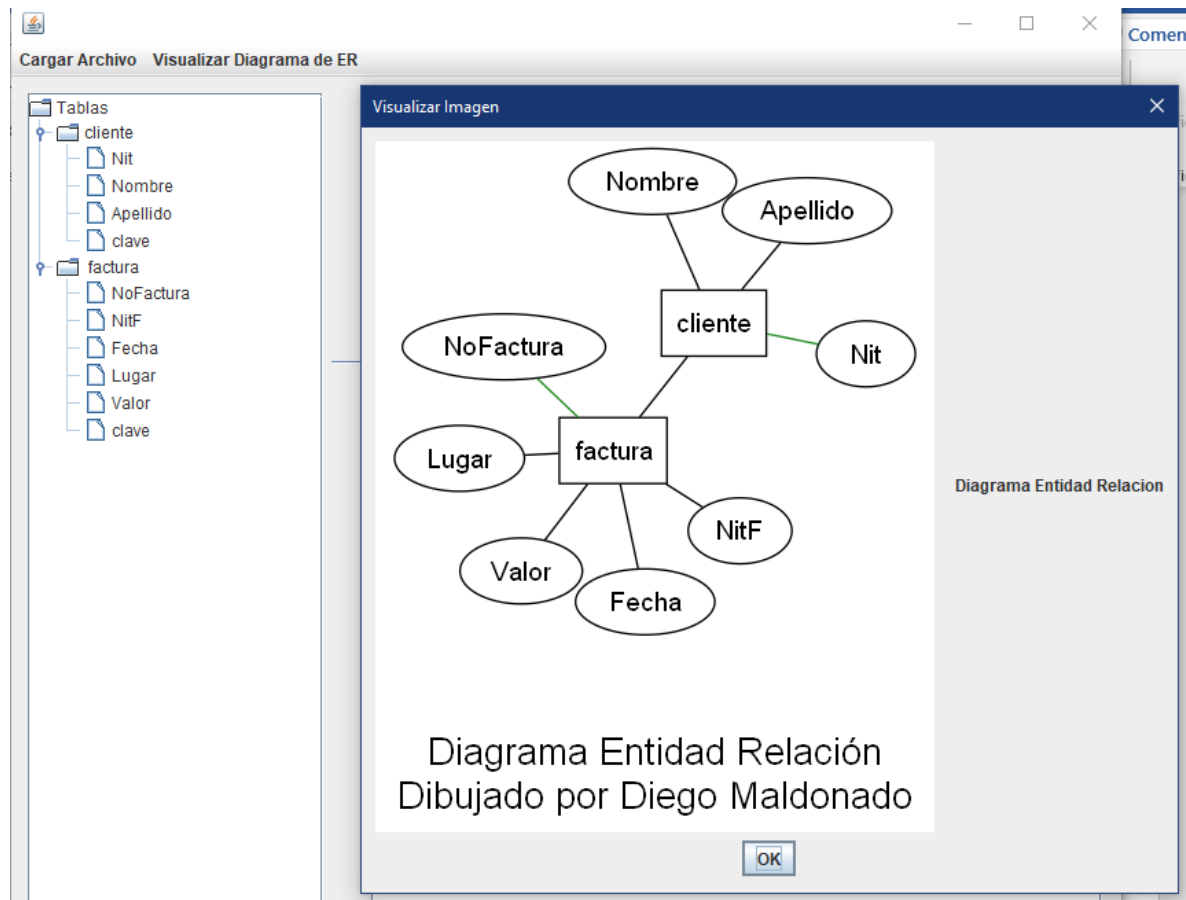 Comen
Cargar Archivo Visualizar Diagrama de ER
Tablas
cliente
Nit
Nombre
Apellido
clave
factura
NoFactura
NitF
Fecha
Lugar
Valor
clave
Visualizar Imagen
Nombre
Apellido
cliente
NoFactura
Nit
factura
Lugar
NitF
Valor
Fecha
Diagrama Entidad Relación
Dibujado por Diego Maldonado
Diagrama Entidad Relacion
OK